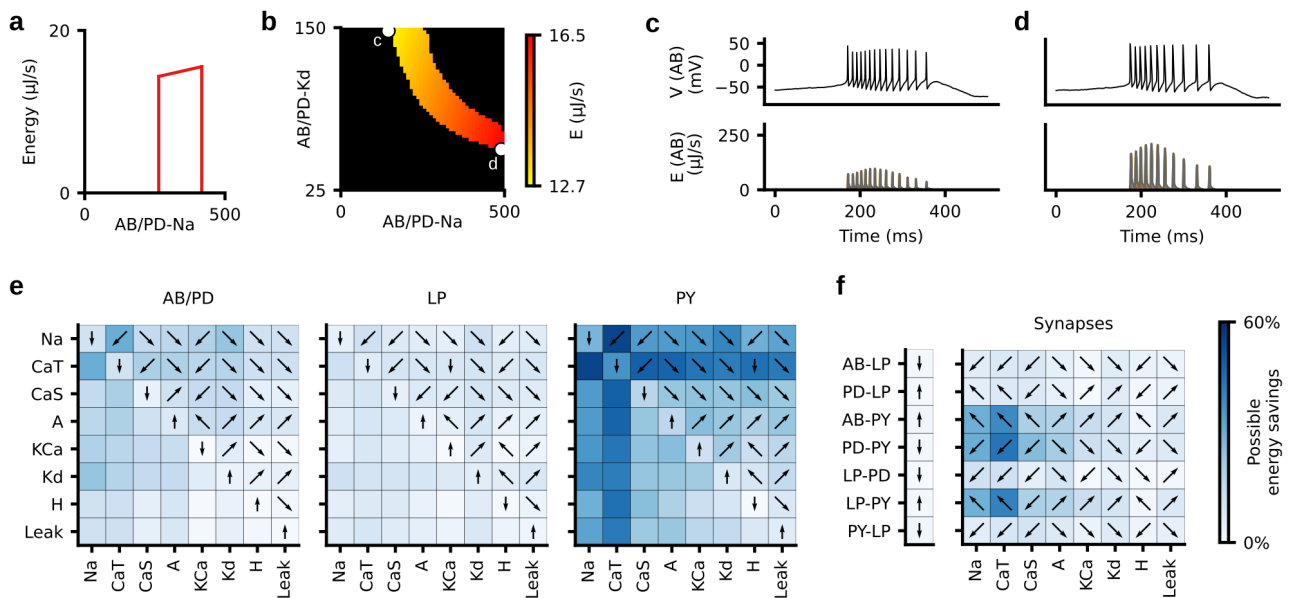 a
20
Energy (μJ/s)
0
0
500
AB/PD-Na
b
150
AB/PD-Kd
25
c
d
0
500
AB/PD-Na
16.5
E (μJ/s)
12.7
c
V (AB)
(mV)
50
0
−50
E (AB)
(μJ/s)
250
0
0
200
400
Time (ms)
d
0
200
400
Time (ms)
e
AB/PD
LP
PY
Na
CaT
CaS
A
KCa
Kd
H
Leak
Na
CaT
CaS
A
KCa
Kd
H
Leak
Na
CaT
CaS
A
KCa
Kd
H
Leak
Na
CaT
CaS
A
KCa
Kd
H
Leak
f
Synapses
AB-LP
PD-LP
AB-PY
PD-PY
LP-PD
LP-PY
PY-LP
Na
CaT
CaS
A
KCa
Kd
H
Leak
60%
Possible
energy savings
0%